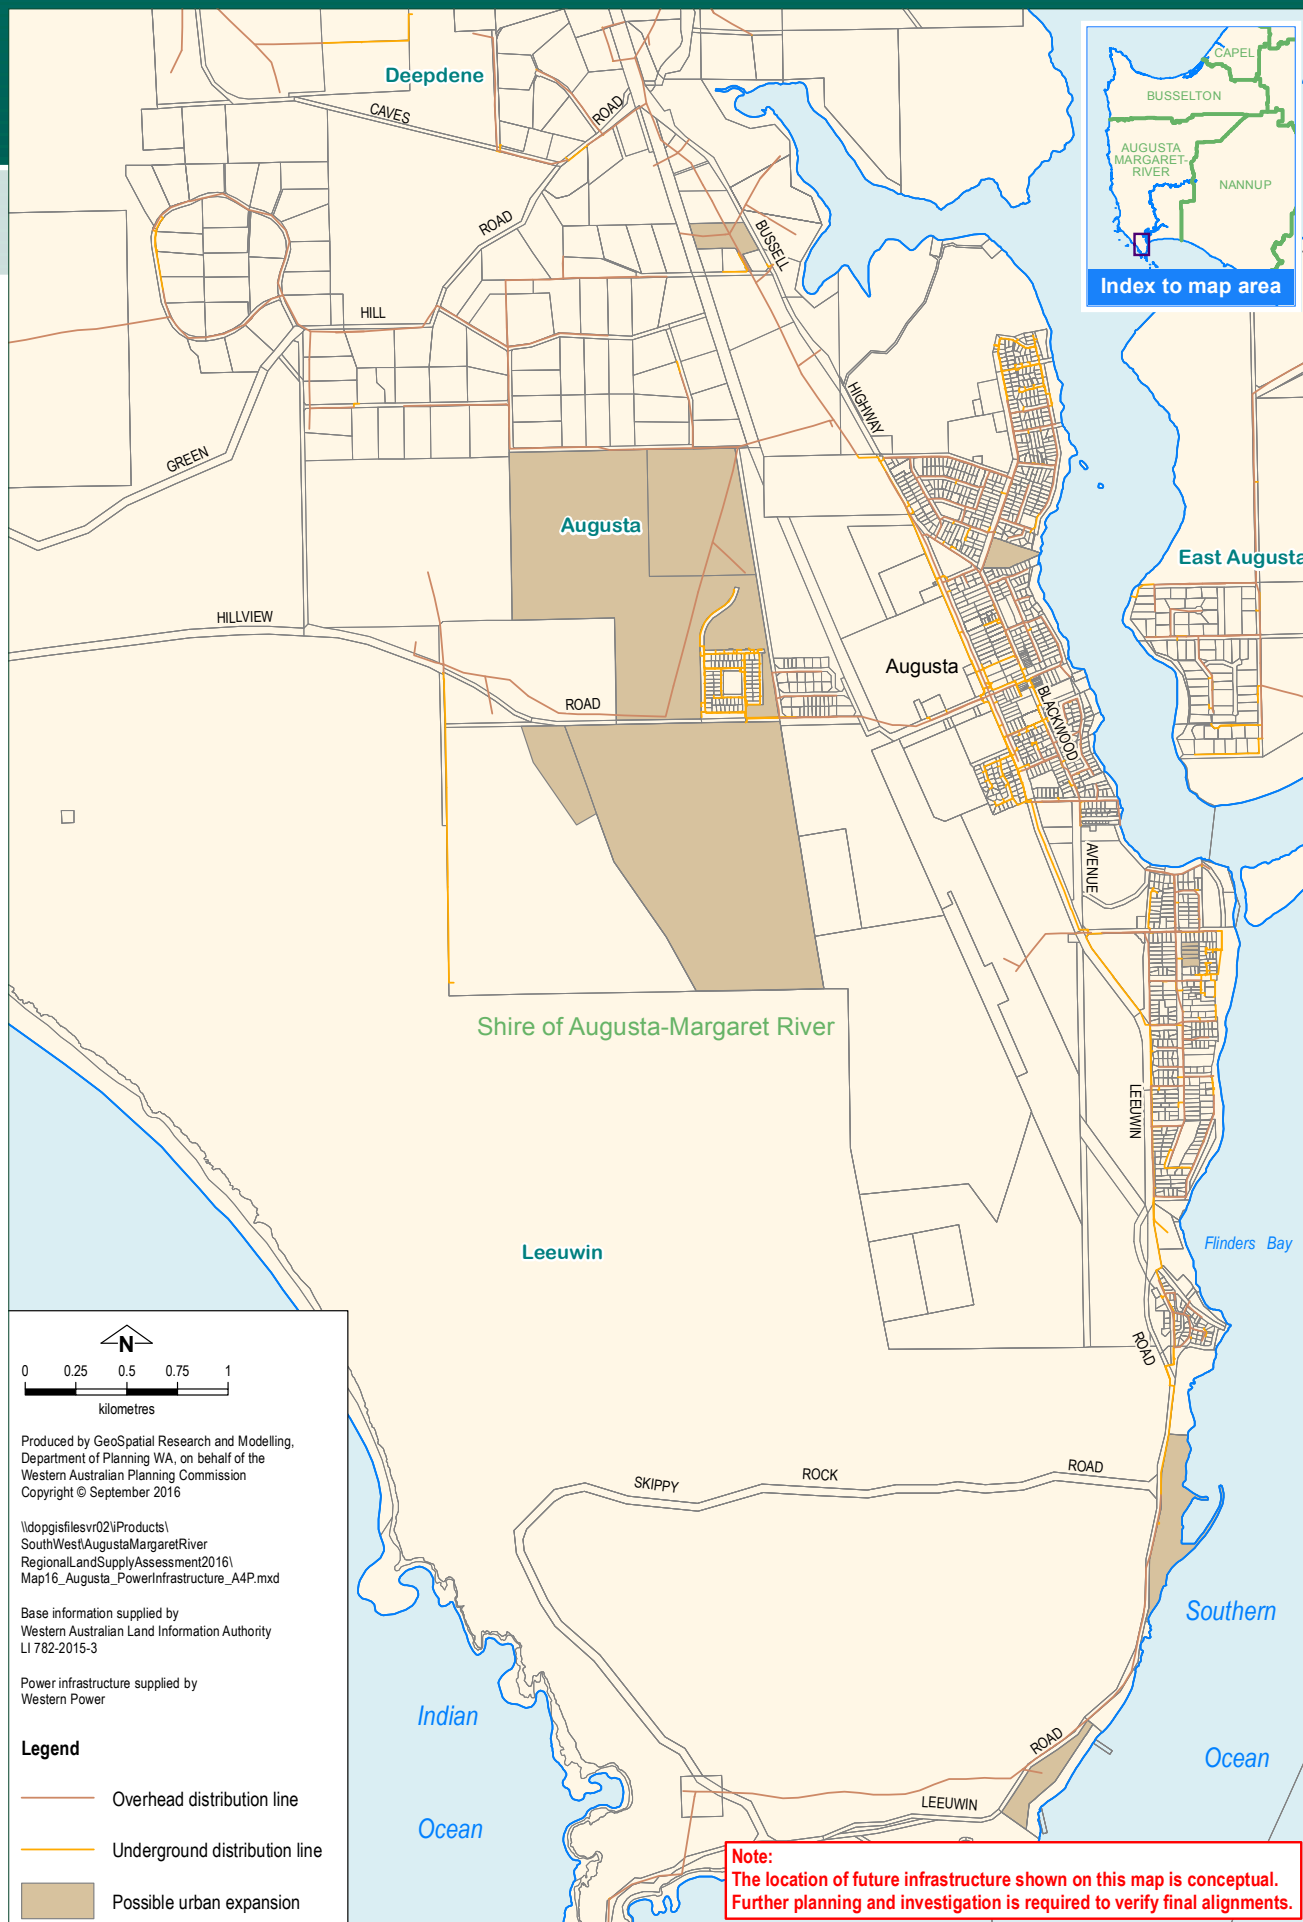 Deepdene
CAVES
ROAD
ROAD
BUSSELL
HILL
HIGHWAY
GREEN
CAPEL
BUSSELTON
AUGUSTA
MARGARET-
RIVER
NANNUP
Index to map area
Augusta
East Augusta
HILLVIEW
ROAD
Augusta
BLACKWOOD
AVENUE
Shire of Augusta-Margaret River
LEEUWIN
Leeuwin
Flinders Bay
ROAD
SKIPPY
ROCK
ROAD
Southern
Ocean
Indian
Ocean
ROAD
LEEUWIN
N
0 0.25 0.5 0.75 1
kilometres
Produced by GeoSpatial Research and Modelling,
Department of Planning WA, on behalf of the
Western Australian Planning Commission
Copyright © September 2016
\\dopgisfilesvr02\iProducts\
SouthWest\AugustaMargaretRiver
RegionalLandSupplyAssessment2016\
Map16_Augusta_PowerInfrastructure_A4P.mxd
Base information supplied by
Western Australian Land Information Authority
LI 782-2015-3
Power infrastructure supplied by
Western Power
Legend
Overhead distribution line
Underground distribution line
Possible urban expansion
Note:
The location of future infrastructure shown on this map is conceptual.
Further planning and investigation is required to verify final alignments.